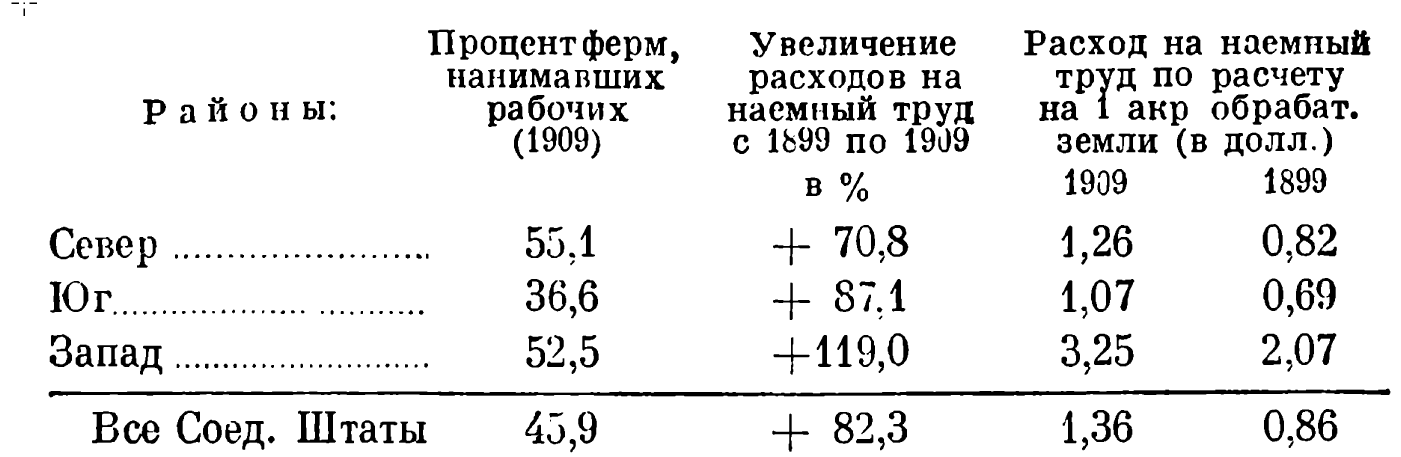 Процент ферм, Увеличение Расход на наемный
нанимавших расходов на труд по расчету
Районы: рабочих наемный труд на 1 акр обрабат.
(1909) с 1899 по 1909 земли (в долл.)
в % 1909 1899
Север ........................ 55,1 + 70,8 1,26 0,82
Юг........................ 36,6 + 87,1 1,07 0,69
Запад ........................ 52,5 +119,0 3,25 2,07
Все Соед. Штаты 45,9 + 82,3 1,36 0,86